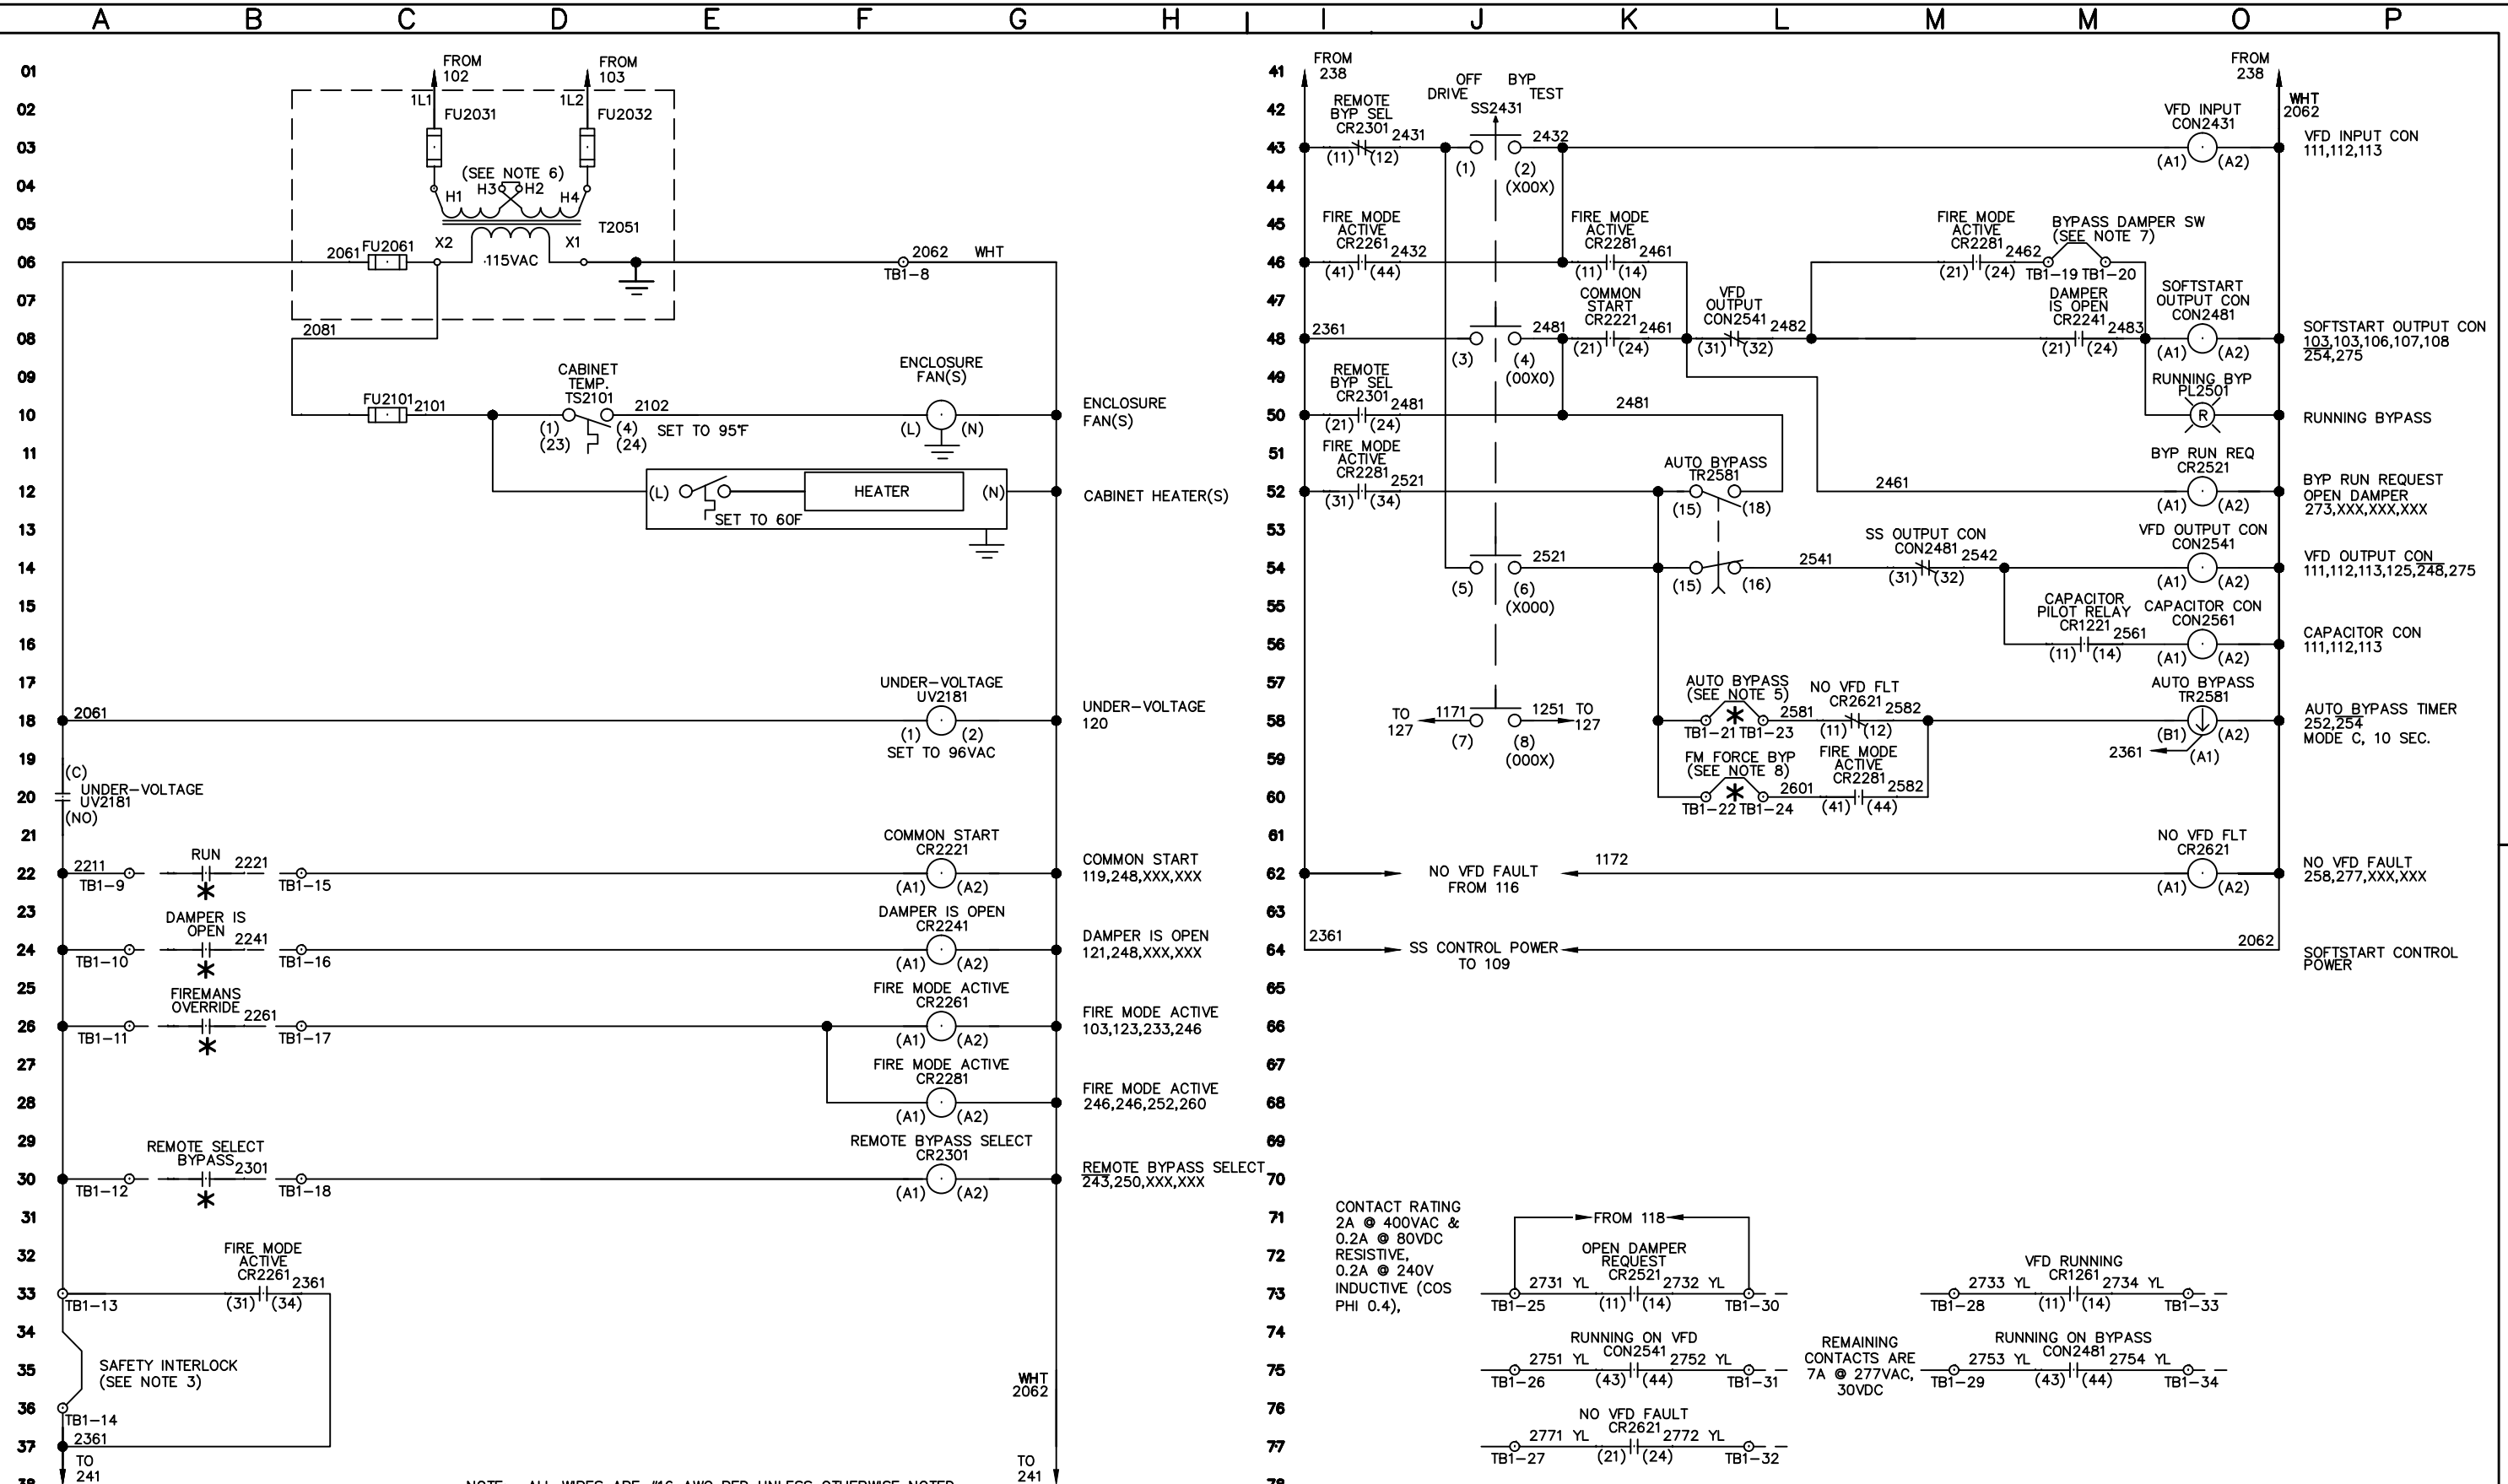 A B C D E F G H I J K L M M O P
01
FROM
102
FROM
103
1L1
1L2
02
FU2031
FU2032
03
(SEE NOTE 6)
04
H1 H3 H2 H4
05
T2051
X2 X1
06
2061 FU2061
115VAC
2062 WHT
TB1-8
07
08
2081
09
CABINET
TEMP.
TS2101
ENCLOSURE
FAN(S)
10
FU2101 2101
2102
(1) (4)
(23) (24)
SET TO 95°F
(L) (N)
ENCLOSURE
FAN(S)
11
12
(L) HEATER (N)
SET TO 60F
CABINET HEATER(S)
13
14
15
16
17
UNDER-VOLTAGE
UV2181
18
2061
(1) (2)
SET TO 96VAC
UNDER-VOLTAGE
120
19
(C)
UNDER-VOLTAGE
UV2181
20
(NO)
21
COMMON START
CR2221
22
2211 RUN 2221
TB1-9 TB1-15
(A1) (A2)
COMMON START
119,248,XXX,XXX
23
DAMPER IS
OPEN
2241
DAMPER IS OPEN
CR2241
24
TB1-10 TB1-16
(A1) (A2)
DAMPER IS OPEN
121,248,XXX,XXX
25
FIREMANS
OVERRIDE
2261
FIRE MODE ACTIVE
CR2261
26
TB1-11 TB1-17
(A1) (A2)
FIRE MODE ACTIVE
103,123,233,246
27
FIRE MODE ACTIVE
CR2281
28
(A1) (A2)
FIRE MODE ACTIVE
246,246,252,260
29
REMOTE SELECT
BYPASS
2301
REMOTE BYPASS SELECT
CR2301
30
TB1-12 TB1-18
(A1) (A2)
REMOTE BYPASS SELECT
243,250,XXX,XXX
31
32
FIRE MODE
ACTIVE
CR2261
2361
33
TB1-13
(31) (34)
34
35
SAFETY INTERLOCK
(SEE NOTE 3)
WHT
2062
36
TB1-14
37
2361
TO
241
TO
241
38
NOTE ALL WIRES ARE #16 AWG RED UNLESS OTHERWISE NOTED
41
FROM
238
OFF BYP
DRIVE TEST
SS2431
FROM
238
WHT
2062
42
REMOTE
BYP SEL
CR2301
2431
2432
VFD INPUT
CON2431
43
(11) (12)
(1) (2)
(X00X)
(A1) (A2)
VFD INPUT CON
111,112,113
44
45
FIRE MODE
ACTIVE
CR2261
2432
FIRE MODE
ACTIVE
CR2281
2461
FIRE MODE
ACTIVE
CR2281
2462
BYPASS DAMPER SW
(SEE NOTE 7)
46
(41) (44)
(11) (14)
(21) (24)
TB1-19 TB1-20
47
COMMON
START
CR2221
VFD
OUTPUT
CON2541
DAMPER
IS OPEN
CR2241
SOFTSTART
OUTPUT CON
CON2481
48
2361
2481 2461 2482 2483
(3) (4)
(00X0)
(21) (24)
(31) (32)
(21) (24)
(A1) (A2)
SOFTSTART OUTPUT CON
103,103,106,107,108
254,275
49
REMOTE
BYP SEL
CR2301
2481
2481
RUNNING BYP
PL2501
R
50
(21) (24)
RUNNING BYPASS
51
FIRE MODE
ACTIVE
CR2281
2521
AUTO BYPASS
TR2581
BYP RUN REQ
CR2521
52
(31) (34)
(15) (18)
2461
(A1) (A2)
BYP RUN REQUEST
OPEN DAMPER
273,XXX,XXX,XXX
53
SS OUTPUT CON
CON2481
2542
VFD OUTPUT CON
CON2541
54
2521
2541
(5) (6)
(X000)
(15) (16)
(31) (32)
(A1) (A2)
VFD OUTPUT CON
111,112,113,125,248,275
55
CAPACITOR
PILOT RELAY
CR1221
2561
CAPACITOR CON
CON2561
56
(11) (14)
(A1) (A2)
CAPACITOR CON
111,112,113
57
AUTO BYPASS
(SEE NOTE 5)
NO VFD FLT
CR2621
AUTO BYPASS
TR2581
58
TO
127
1171 1251
TO
127
(7) (8)
(000X)
TB1-21 TB1-23
2581 2582
(11) (12)
(B1) (A2)
2361 (A1)
AUTO BYPASS TIMER
252,254
MODE C, 10 SEC.
59
FM FORCE BYP
(SEE NOTE 8)
FIRE MODE
ACTIVE
CR2281
60
TB1-22 TB1-24
2601 2582
(41) (44)
61
NO VFD FLT
CR2621
62
NO VFD FAULT
FROM 116
1172
(A1) (A2)
NO VFD FAULT
258,277,XXX,XXX
63
64
2361
SS CONTROL POWER
TO 109
2062
SOFTSTART CONTROL
POWER
65
66
67
68
69
70
71
CONTACT RATING
2A @ 400VAC &
0.2A @ 80VDC
RESISTIVE,
0.2A @ 240V
INDUCTIVE (COS
PHI 0.4),
FROM 118
72
OPEN DAMPER
REQUEST
CR2521
VFD RUNNING
CR1261
73
2731 YL 2732 YL
TB1-25 (11) (14) TB1-30
2733 YL 2734 YL
TB1-28 (11) (14) TB1-33
74
RUNNING ON VFD
CON2541
REMAINING
CONTACTS ARE
7A @ 277VAC,
30VDC
RUNNING ON BYPASS
CON2481
75
2751 YL 2752 YL
TB1-26 (43) (44) TB1-31
2753 YL 2754 YL
TB1-29 (43) (44) TB1-34
76
NO VFD FAULT
CR2621
77
2771 YL 2772 YL
TB1-27 (21) (24) TB1-32
78